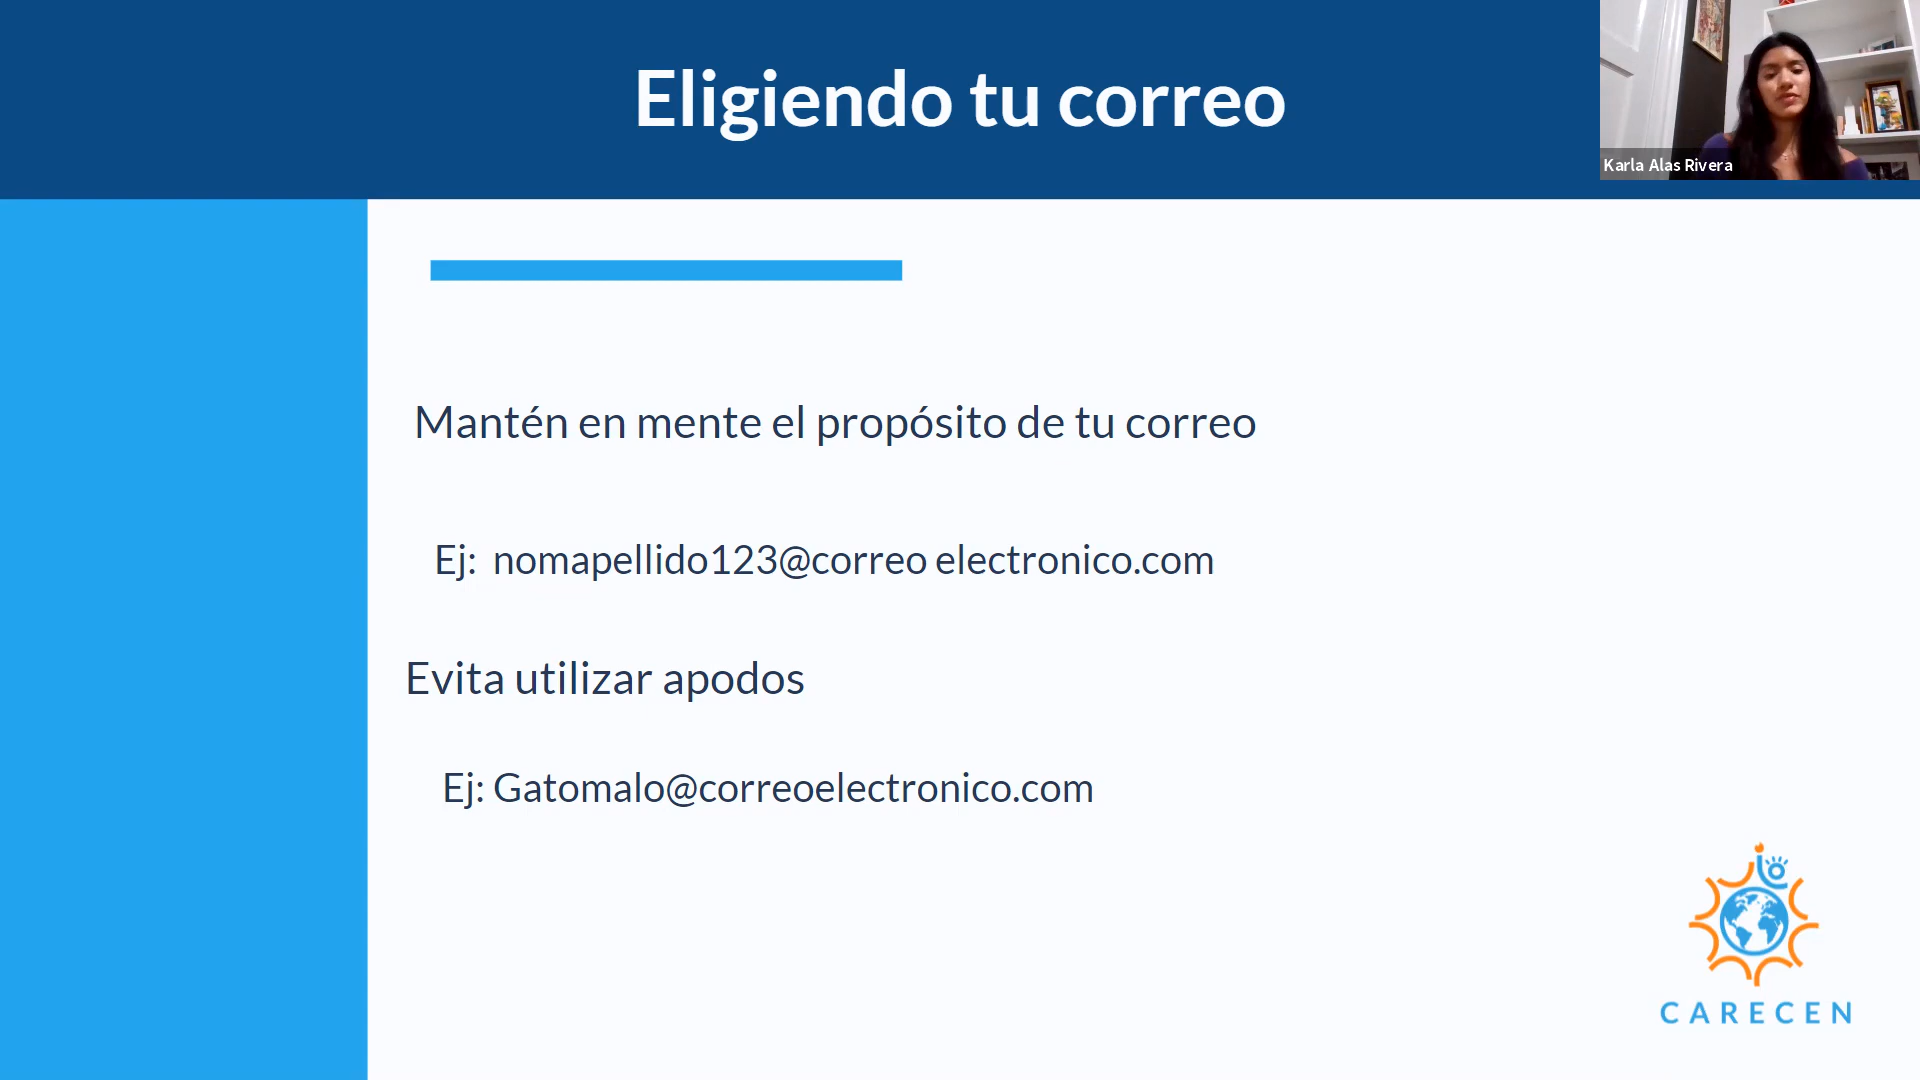 Eligiendo tu correo
Karla Alas Rivera
Mantén en mente el propósito de tu correo
Ej: nomapellido123@correo electronico.com
Evita utilizar apodos
Ej: Gatomalo@correoelectronico.com
CARECEN